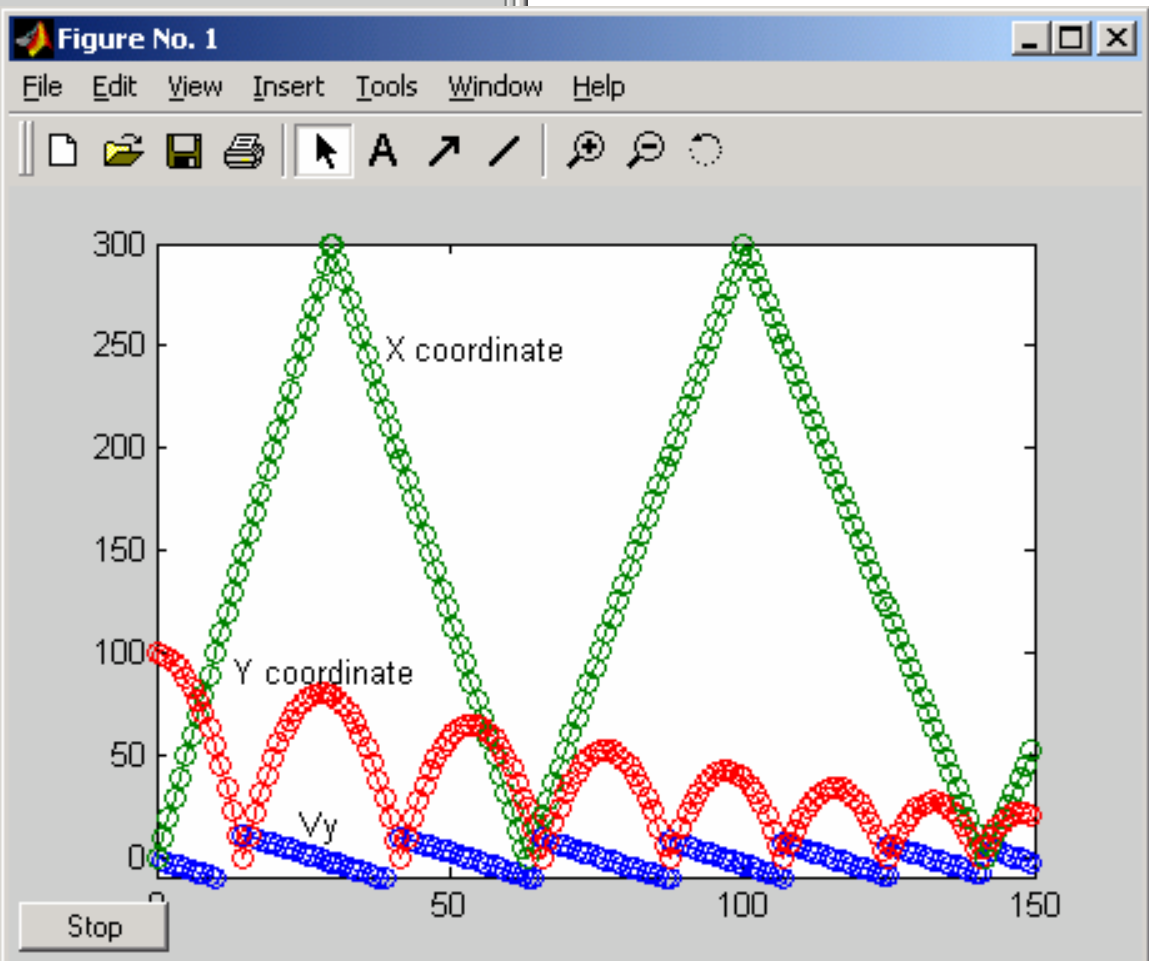 Figure No. 1
File Edit View Insert Tools Window Help
A
300
250
X coordinate
200
150
100
Y coordinate
50
Vy
0
0 50 100 150
Stop